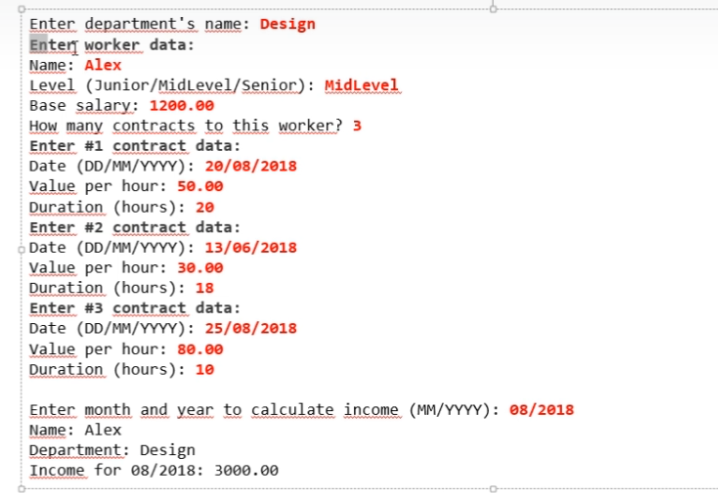 Enter department's name: Design
Enter worker data:
Name: Alex
Level (Junior/MidLevel/Senior): MidLevel
Base salary: 1200.00
How many contracts to this worker? 3
Enter #1 contract data:
Date (DD/MM/YYYY): 20/08/2018
Value per hour: 50.00
Duration (hours): 20
Enter #2 contract data:
Date (DD/MM/YYYY): 13/06/2018
Value per hour: 30.00
Duration (hours): 18
Enter #3 contract data:
Date (DD/MM/YYYY): 25/08/2018
Value per hour: 80.00
Duration (hours): 10
Enter month and year to calculate income (MM/YYYY): 08/2018
Name: Alex
Department: Design
Income for 08/2018: 3000.00